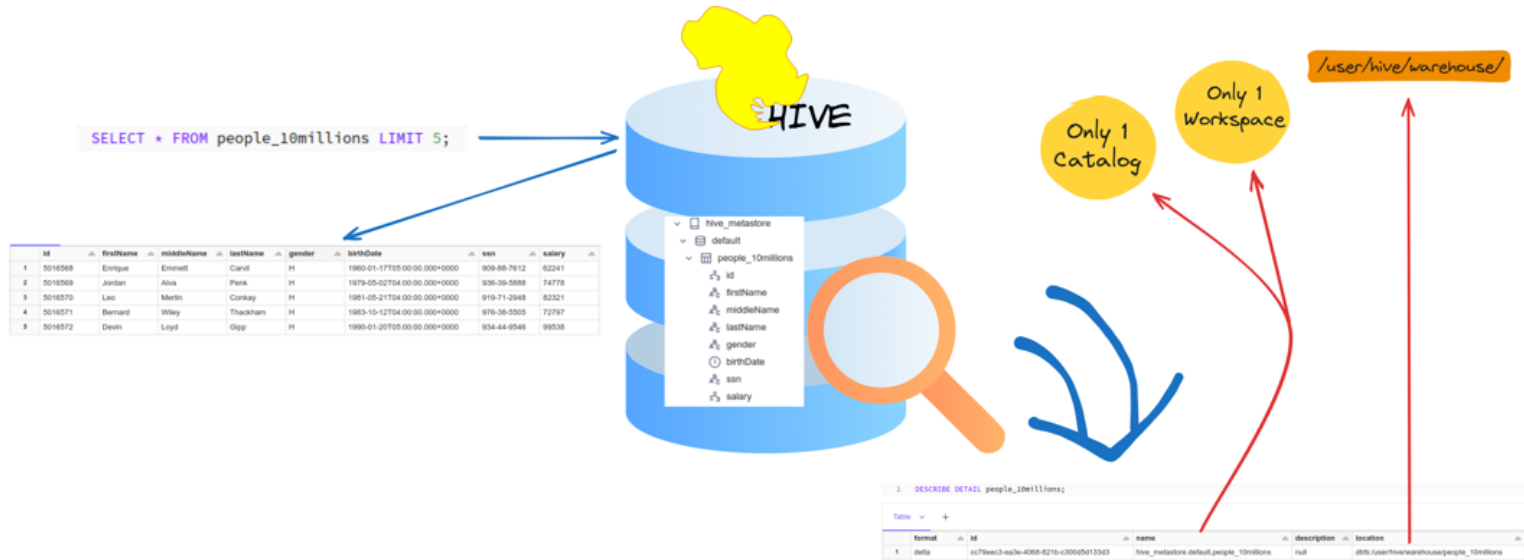 HIVE
/user/hive/warehouse/
Only 1
Workspace
Only 1
Catalog
SELECT * FROM people_10millions LIMIT 5;
hive_metastore
default
people_10millions
id
firstName
middleName
lastName
gender
birthDate
ssn
salary
id firstName middleName lastName gender birthDate ssn salary
1 5016568 Enrique Emmett Carvil H 1960-01-17T05:00:00.000+0000 909-88-7612 62241
2 5016569 Jordan Alva Penk H 1979-05-02T04:00:00.000+0000 936-39-5888 74778
3 5016570 Leo Merlin Conkay H 1981-05-21T04:00:00.000+0000 919-71-2948 82321
4 5016571 Bernard Wiley Thackham H 1983-10-12T04:00:00.000+0000 976-38-5505 72797
5 5016572 Devin Loyd Gipp H 1990-01-20T05:00:00.000+0000 934-44-9546 99538
1 DESCRIBE DETAIL people_10millions;
Table +
format id name description location
1 delta cc79eec3-ea3e-4068-821b-c300d5d133d3 hive_metastore.default.people_10millions null dbfs:/user/hive/warehouse/people_10millions